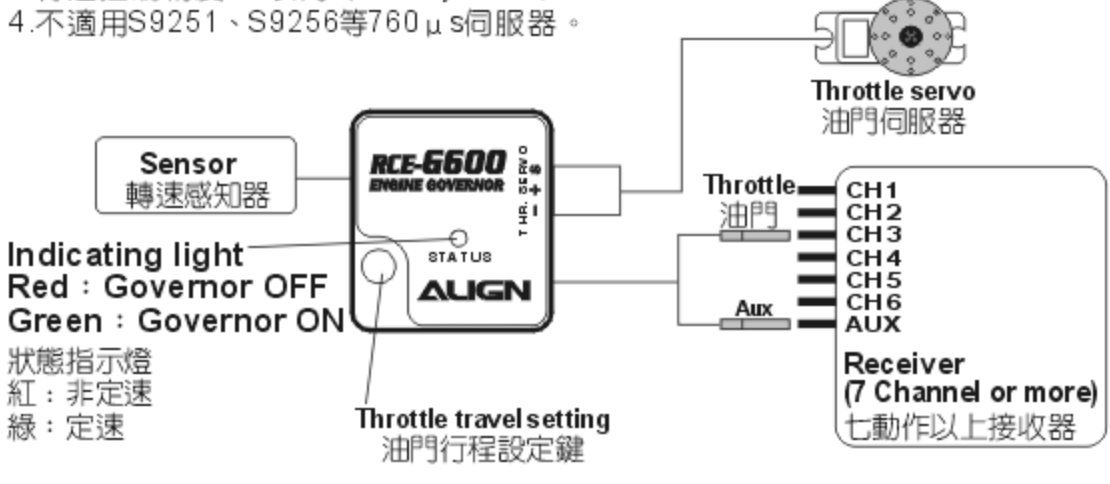 4.不適用S9251、S9256等760μs伺服器。
Throttle servo
油門伺服器
Sensor
轉速感知器
RCE-G600
ENGINE GOVERNOR
THR. SERVO
- + S
STATUS
ALIGN
Indicating light
Red：Governor OFF
Green：Governor ON
狀態指示燈
紅：非定速
綠：定速
Throttle travel setting
油門行程設定鍵
Throttle
油門
Aux
CH1
CH2
CH3
CH4
CH5
CH6
AUX
Receiver
(7 Channel or more)
七動作以上接收器